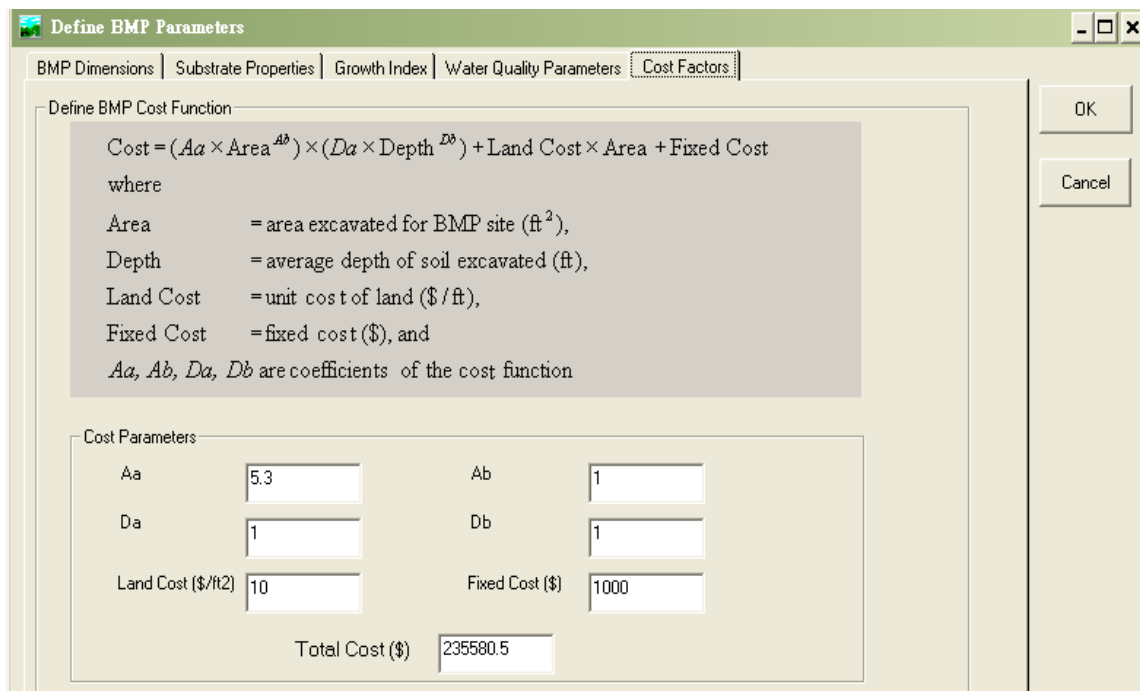 Define BMP Parameters
BMP Dimensions Substrate Properties Growth Index Water Quality Parameters Cost Factors
OK
Cancel
Define BMP Cost Function
Cost = (Aa × Area^Ab) × (Da × Depth^Db) + Land Cost × Area + Fixed Cost
where
Area = area excavated for BMP site (ft²),
Depth = average depth of soil excavated (ft),
Land Cost = unit cost of land ($/ft),
Fixed Cost = fixed cost ($), and
Aa, Ab, Da, Db are coefficients of the cost function
Cost Parameters
Aa 5.3 Ab 1
Da 1 Db 1
Land Cost ($/ft2) 10 Fixed Cost ($) 1000
Total Cost ($) 235580.5